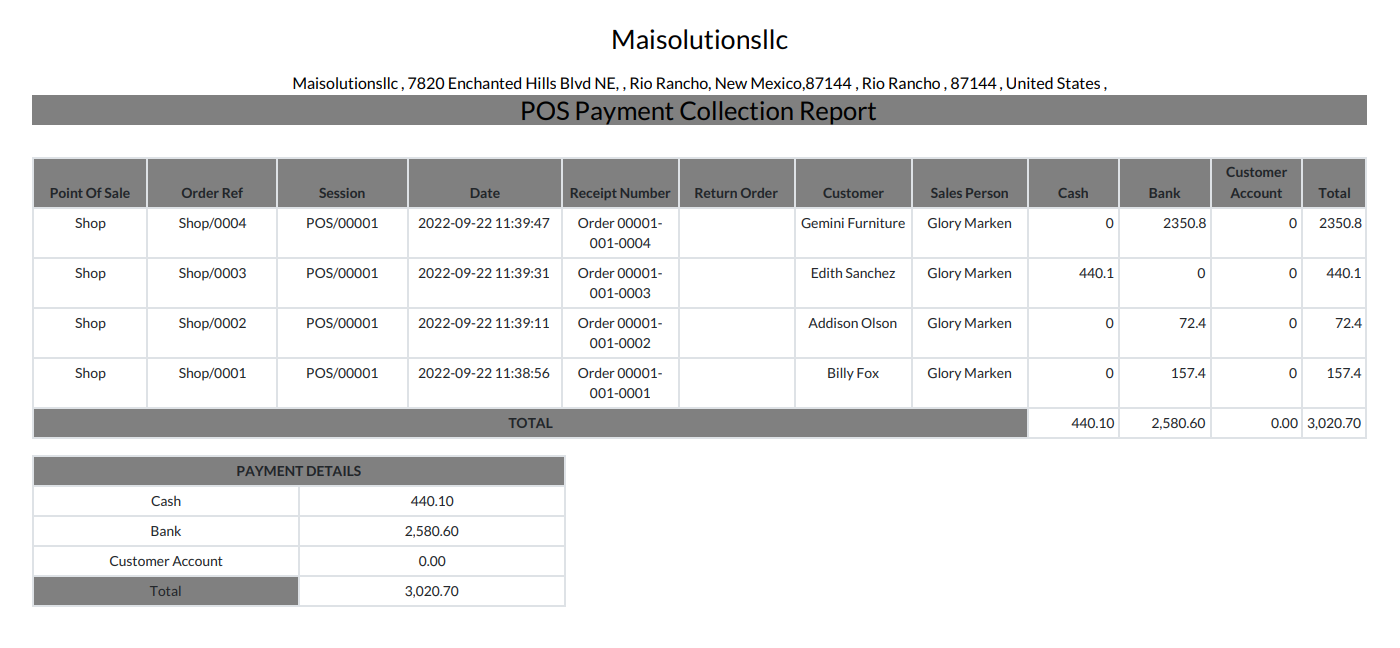 Maisolutionsllc
Maisolutionsllc , 7820 Enchanted Hills Blvd NE, , Rio Rancho, New Mexico,87144 , Rio Rancho , 87144 , United States ,
POS Payment Collection Report
Point Of Sale Order Ref Session Date Receipt Number Return Order Customer Sales Person Cash Bank Customer Account Total
Shop Shop/0004 POS/00001 2022-09-22 11:39:47 Order 00001- Gemini Furniture Glory Marken 0 2350.8 0 2350.8
001-0004
Shop Shop/0003 POS/00001 2022-09-22 11:39:31 Order 00001- Edith Sanchez Glory Marken 440.1 0 0 440.1
001-0003
Shop Shop/0002 POS/00001 2022-09-22 11:39:11 Order 00001- Addison Olson Glory Marken 0 72.4 0 72.4
001-0002
Shop Shop/0001 POS/00001 2022-09-22 11:38:56 Order 00001- Billy Fox Glory Marken 0 157.4 0 157.4
001-0001
TOTAL 440.10 2,580.60 0.00 3,020.70
PAYMENT DETAILS
Cash 440.10
Bank 2,580.60
Customer Account 0.00
Total 3,020.70